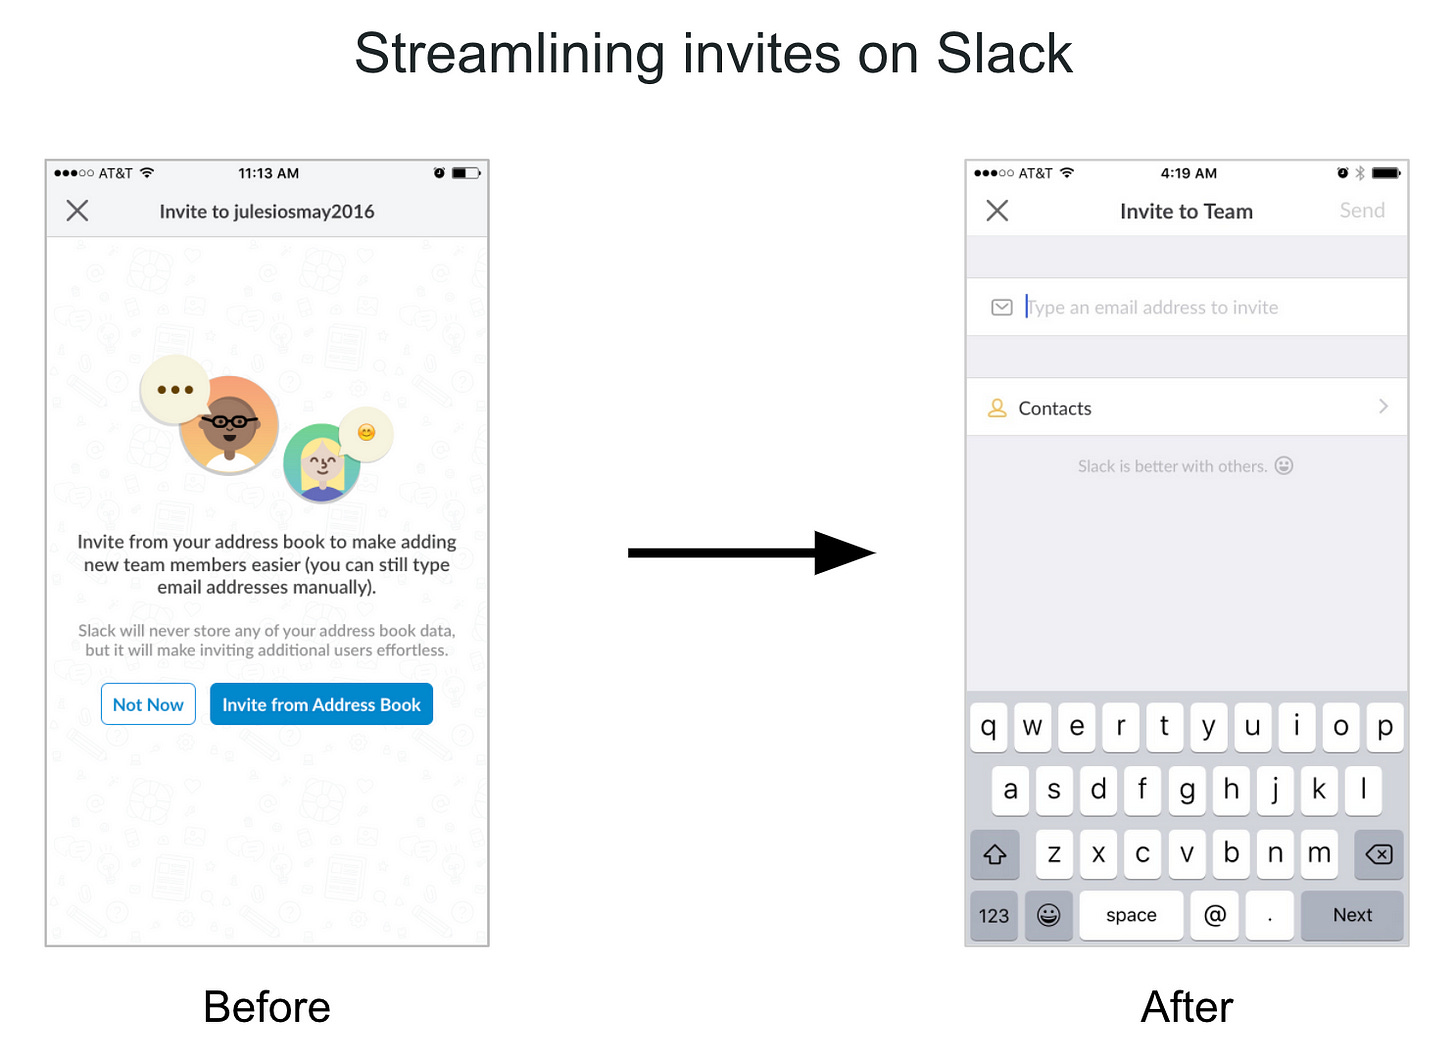 Streamlining invites on Slack
AT&T 11:13 AM
Invite to julesiosmay2016
Invite from your address book to make adding
new team members easier (you can still type
email addresses manually).
Slack will never store any of your address book data,
but it will make inviting additional users effortless.
Not Now Invite from Address Book
Before
AT&T 4:19 AM
Invite to Team Send
Type an email address to invite
Contacts
Slack is better with others.
q w e r t y u i o p
a s d f g h j k l
z x c v b n m
123 space @ . Next
After